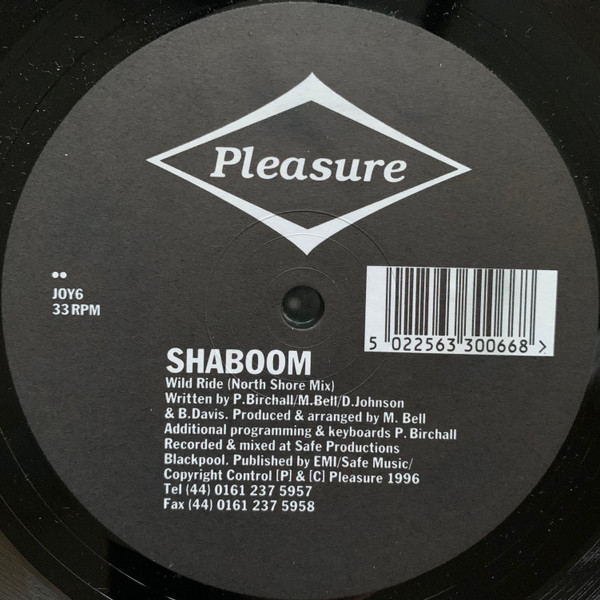 Pleasure
••
JOY6
33 RPM
5 022563 300668 >
SHABOOM
Wild Ride (North Shore Mix)
Written by P.Birchall/M.Bell/D.Johnson
& B.Davis. Produced & arranged by M. Bell
Additional programming & keyboards P. Birchall
Recorded & mixed at Safe Productions
Blackpool. Published by EMI/Safe Music/
Copyright Control [P] & [C] Pleasure 1996
Tel (44) 0161 237 5957
Fax (44) 0161 237 5958